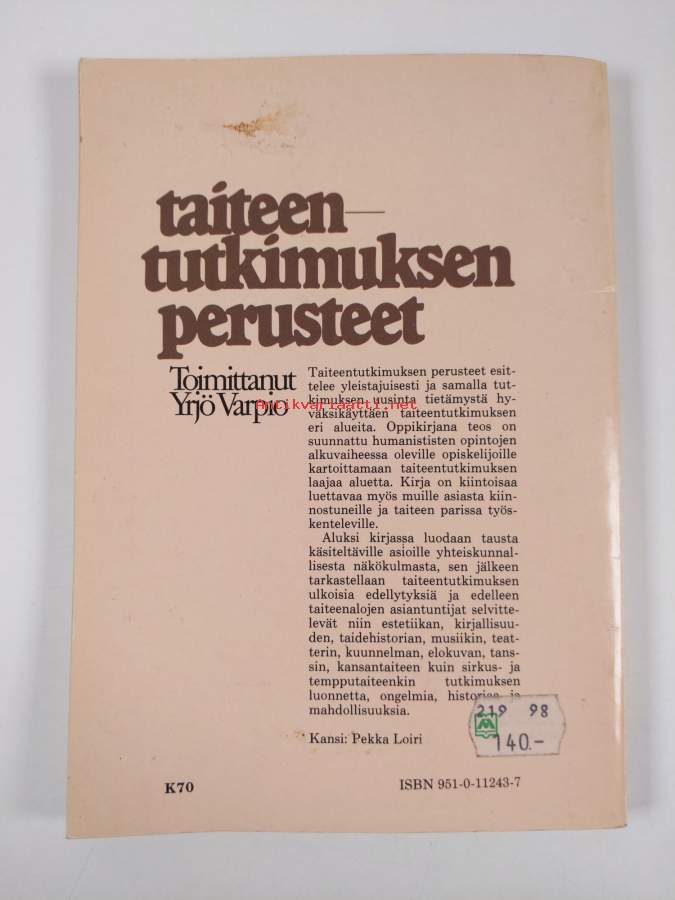 taiteen—
tutkimuksen
perusteet
Toimittanut
Yrjö Varpio
Taiteentutkimuksen perusteet esit-
telee yleistajuisesti ja samalla tut-
kimuksen uusinta tietämystä hy-
väksikäyttäen taiteentutkimuksen
eri alueita. Oppikirjana teos on
suunnattu humanististen opintojen
alkuvaiheessa oleville opiskelijoille
kartoittamaan taiteentutkimuksen
laajaa aluetta. Kirja on kiintoisaa
luettavaa myös muille asiasta kiin-
nostuneille ja taiteen parissa työs-
kenteleville.
Aluksi kirjassa luodaan tausta
käsiteltäville asioille yhteiskunnal-
lisesta näkökulmasta, sen jälkeen
tarkastellaan taiteentutkimuksen
ulkoisia edellytyksiä ja edelleen
taiteenalojen asiantuntijat selvitte-
levät niin estetiikan, kirjallisuu-
den, taidehistorian, musiikin, teat-
terin, kuunnelman, elokuvan, tans-
sin, kansantaiteen kuin sirkus- ja
tempputaiteenkin tutkimuksen
luonnetta, ongelmia, historiaa ja
mahdollisuuksia.
Kansi: Pekka Loiri
219 98
140.-
K70
ISBN 951-0-11243-7
Antikvariaatti.net